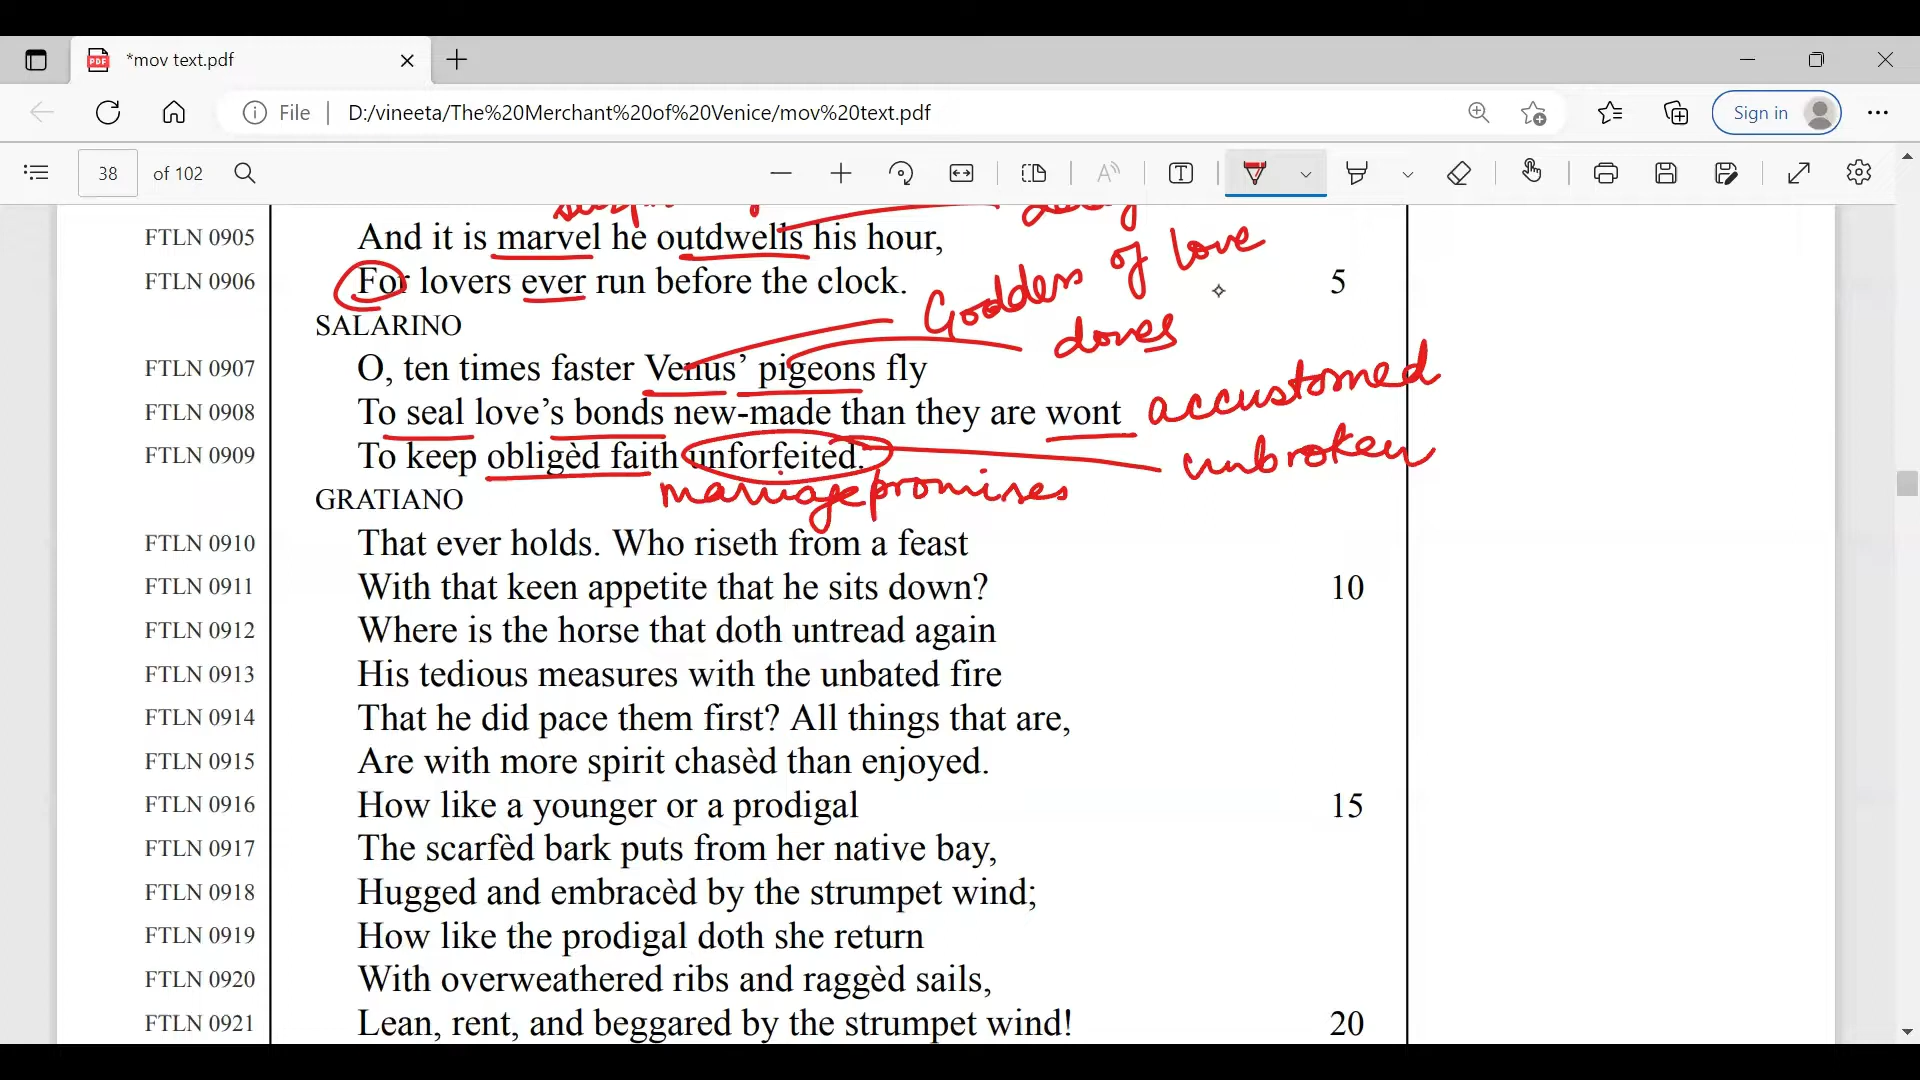 *mov text.pdf
File | D:/vineeta/The%20Merchant%20of%20Venice/mov%20text.pdf
Sign in
38 of 102
FTLN 0905 And it is marvel he outdwells his hour,
Goddess of love
FTLN 0906 For lovers ever run before the clock. 5
SALARINO
doves
FTLN 0907 O, ten times faster Venus’ pigeons fly
FTLN 0908 To seal love’s bonds new-made than they are wont accustomed
FTLN 0909 To keep obligèd faith unforfeited. unbroken
marriage promises
GRATIANO
FTLN 0910 That ever holds. Who riseth from a feast
FTLN 0911 With that keen appetite that he sits down? 10
FTLN 0912 Where is the horse that doth untread again
FTLN 0913 His tedious measures with the unbated fire
FTLN 0914 That he did pace them first? All things that are,
FTLN 0915 Are with more spirit chasèd than enjoyed.
FTLN 0916 How like a younger or a prodigal 15
FTLN 0917 The scarfèd bark puts from her native bay,
FTLN 0918 Hugged and embracèd by the strumpet wind;
FTLN 0919 How like the prodigal doth she return
FTLN 0920 With overweathered ribs and raggèd sails,
FTLN 0921 Lean, rent, and beggared by the strumpet wind! 20